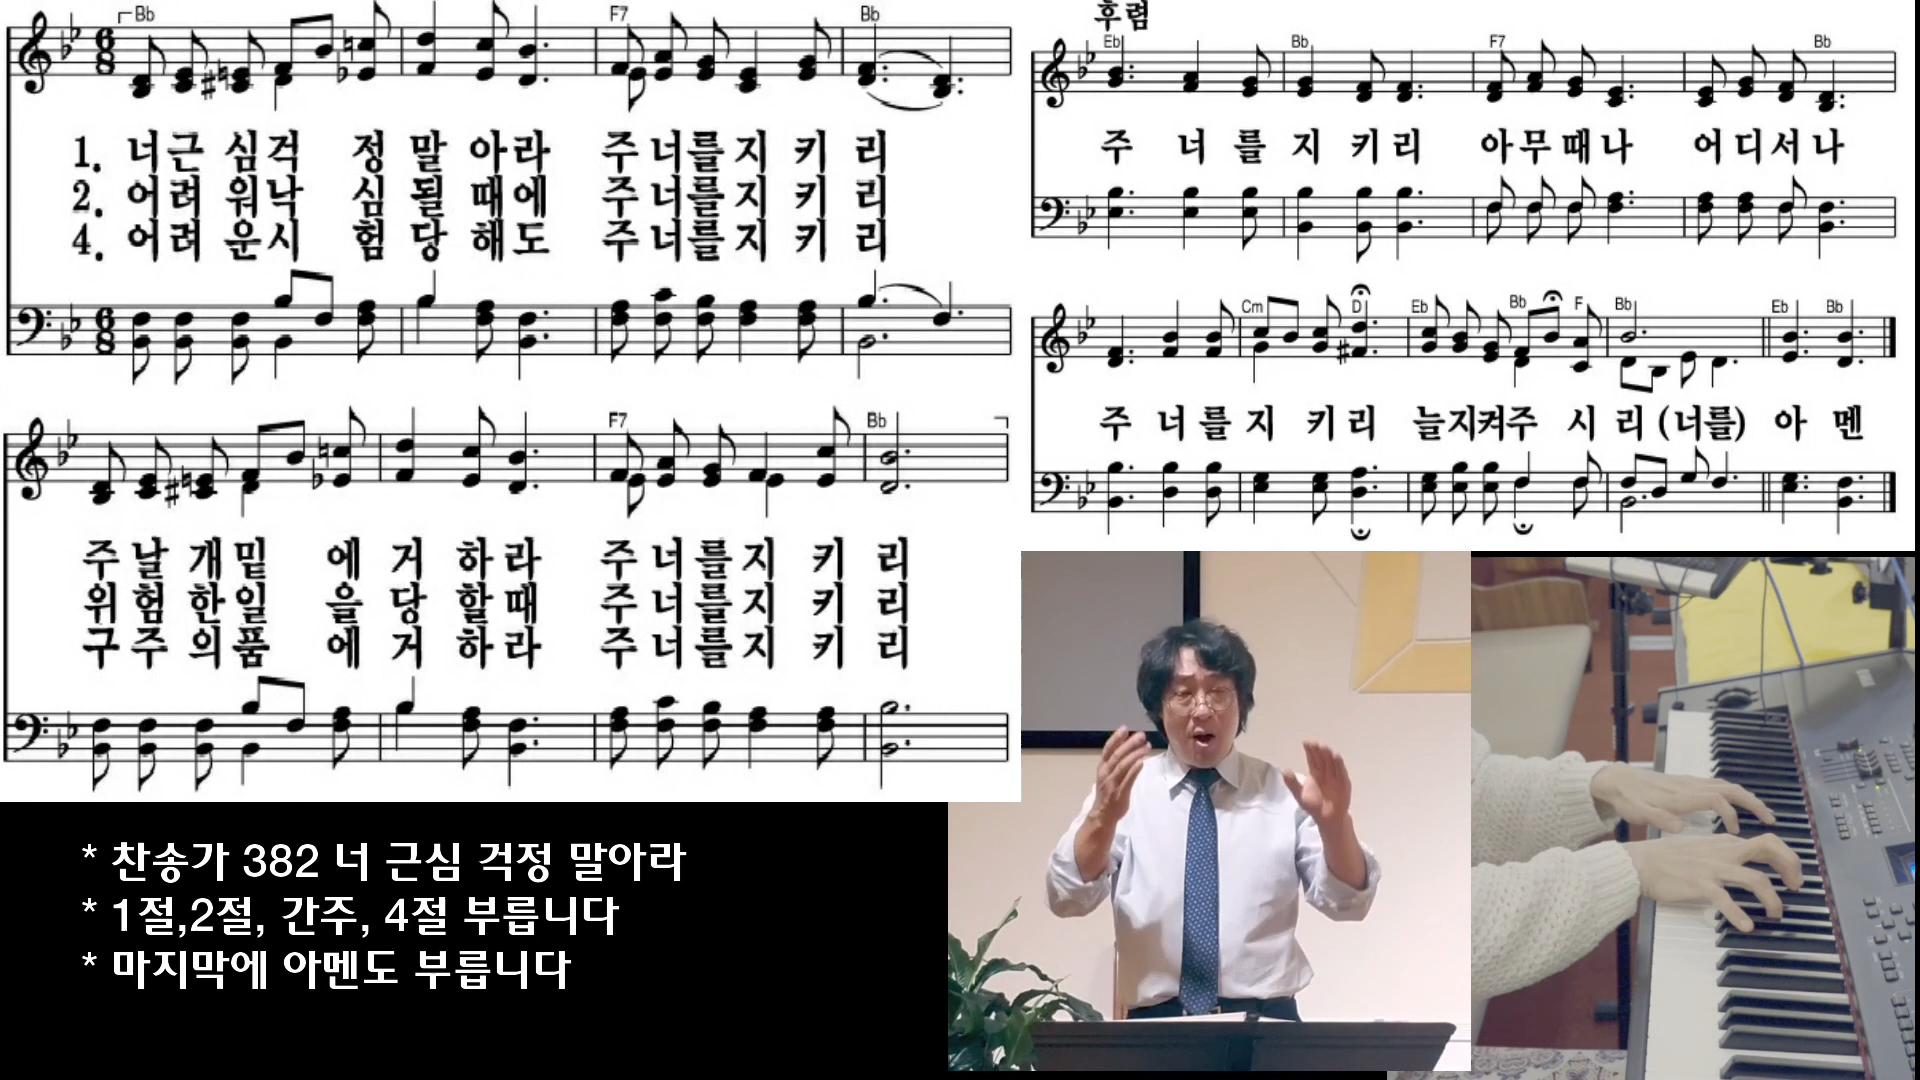 Bb F7 Bb
6 8
1. 너근 심걱 정 말 아라 주 너를 지 키 리
2. 어려 워낙 심 될 때에 주 너를 지 키 리
4. 어려 운시 험 당 해도 주 너를 지 키 리
6 8
F7 Bb
주 날 개 밑 에 거 하 라 주 너 를 지 키 리
위 험 한 일 을 당 할 때 주 너 를 지 키 리
구 주 의 품 에 거 하 라 주 너 를 지 키 리
후렴
Eb Bb F7 Bb
주 너 를 지 키 리 아무 때 나 어 디 서 나
Cm D Eb Bb F Bb Eb Bb
주 너 를 지 키 리 늘지켜주 시 리 (너를) 아 멘
* 찬송가 382 너 근심 걱정 말아라
* 1절,2절, 간주, 4절 부릅니다
* 마지막에 아멘도 부릅니다